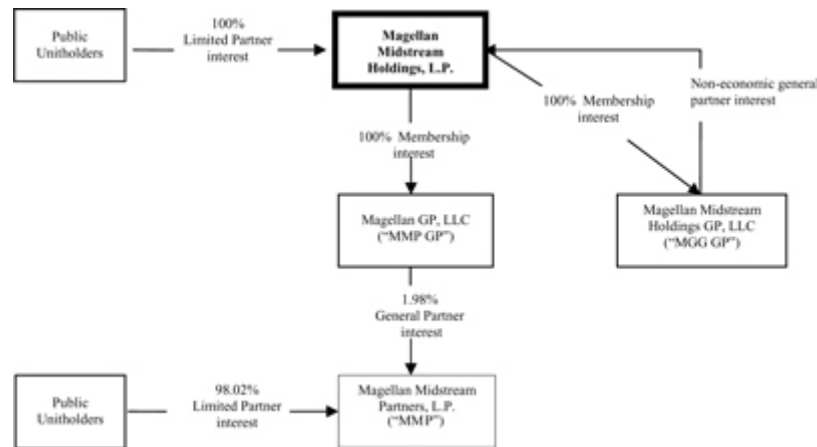 Public
Unitholders
100%
Limited Partner
interest
Magellan
Midstream
Holdings, L.P.
Non-economic general
partner interest
100% Membership
interest
100% Membership
interest
Magellan GP, LLC
("MMP GP")
Magellan Midstream
Holdings GP, LLC
("MGG GP")
1.98%
General Partner
interest
Public
Unitholders
98.02%
Limited Partner
interest
Magellan Midstream
Partners, L.P.
("MMP")